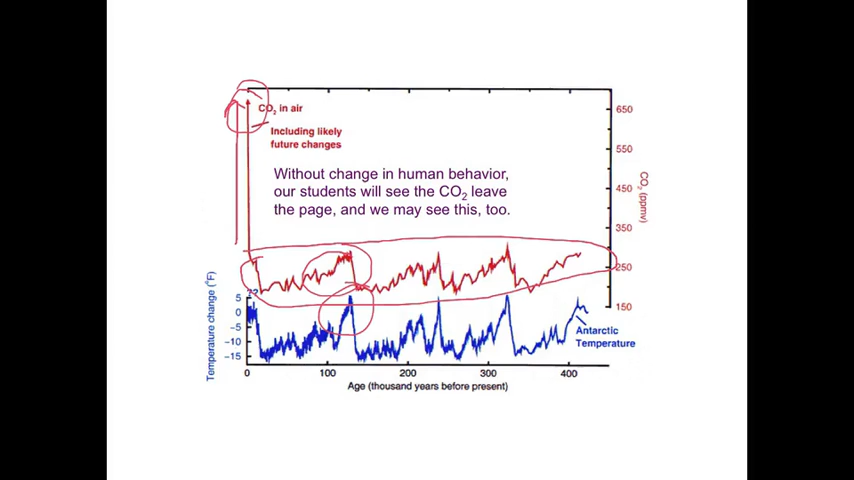 CO2 in air
Including likely
future changes
Without change in human behavior,
our students will see the CO2 leave
the page, and we may see this, too.
650
550
450
350
250
150
CO2 (ppmv)
??
5
0
-5
-10
-15
Temperature change (°F)
Antarctic
Temperature
0 100 200 300 400
Age (thousand years before present)